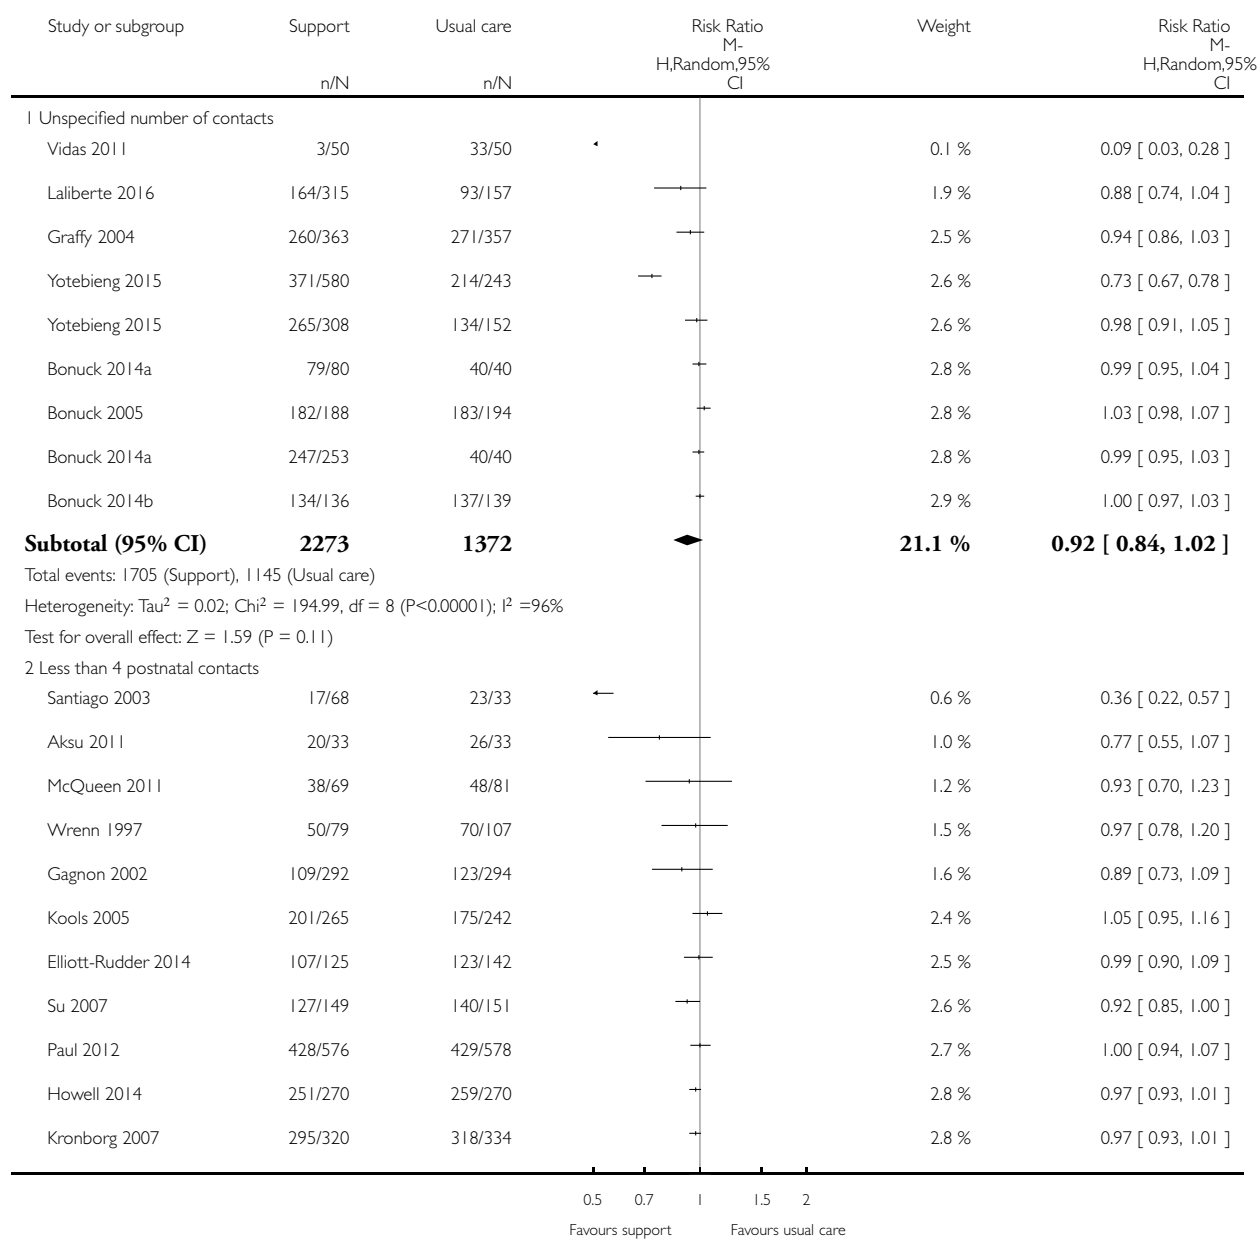 Study or subgroup Support Usual care Risk Ratio Weight Risk Ratio
M- M-
H,Random,95% H,Random,95%
n/N n/N CI CI
1 Unspecified number of contacts
Vidas 2011 3/50 33/50 0.1 % 0.09 [ 0.03, 0.28 ]
Laliberte 2016 164/315 93/157 1.9 % 0.88 [ 0.74, 1.04 ]
Graffy 2004 260/363 271/357 2.5 % 0.94 [ 0.86, 1.03 ]
Yotebieng 2015 371/580 214/243 2.6 % 0.73 [ 0.67, 0.78 ]
Yotebieng 2015 265/308 134/152 2.6 % 0.98 [ 0.91, 1.05 ]
Bonuck 2014a 79/80 40/40 2.8 % 0.99 [ 0.95, 1.04 ]
Bonuck 2005 182/188 183/194 2.8 % 1.03 [ 0.98, 1.07 ]
Bonuck 2014a 247/253 40/40 2.8 % 0.99 [ 0.95, 1.03 ]
Bonuck 2014b 134/136 137/139 2.9 % 1.00 [ 0.97, 1.03 ]
Subtotal (95% CI) 2273 1372 21.1 % 0.92 [ 0.84, 1.02 ]
Total events: 1705 (Support), 1145 (Usual care)
Heterogeneity: Tau² = 0.02; Chi² = 194.99, df = 8 (P<0.00001); I² =96%
Test for overall effect: Z = 1.59 (P = 0.11)
2 Less than 4 postnatal contacts
Santiago 2003 17/68 23/33 0.6 % 0.36 [ 0.22, 0.57 ]
Aksu 2011 20/33 26/33 1.0 % 0.77 [ 0.55, 1.07 ]
McQueen 2011 38/69 48/81 1.2 % 0.93 [ 0.70, 1.23 ]
Wrenn 1997 50/79 70/107 1.5 % 0.97 [ 0.78, 1.20 ]
Gagnon 2002 109/292 123/294 1.6 % 0.89 [ 0.73, 1.09 ]
Kools 2005 201/265 175/242 2.4 % 1.05 [ 0.95, 1.16 ]
Elliott-Rudder 2014 107/125 123/142 2.5 % 0.99 [ 0.90, 1.09 ]
Su 2007 127/149 140/151 2.6 % 0.92 [ 0.85, 1.00 ]
Paul 2012 428/576 429/578 2.7 % 1.00 [ 0.94, 1.07 ]
Howell 2014 251/270 259/270 2.8 % 0.97 [ 0.93, 1.01 ]
Kronborg 2007 295/320 318/334 2.8 % 0.97 [ 0.93, 1.01 ]
0.5 0.7 1 1.5 2
Favours support Favours usual care